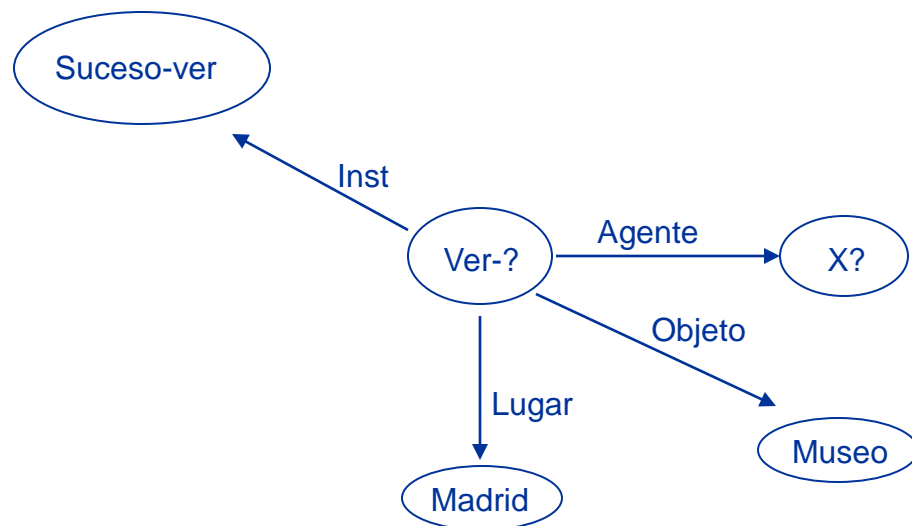 Suceso-ver
Inst
Agente
Ver-?
X?
Objeto
Lugar
Museo
Madrid